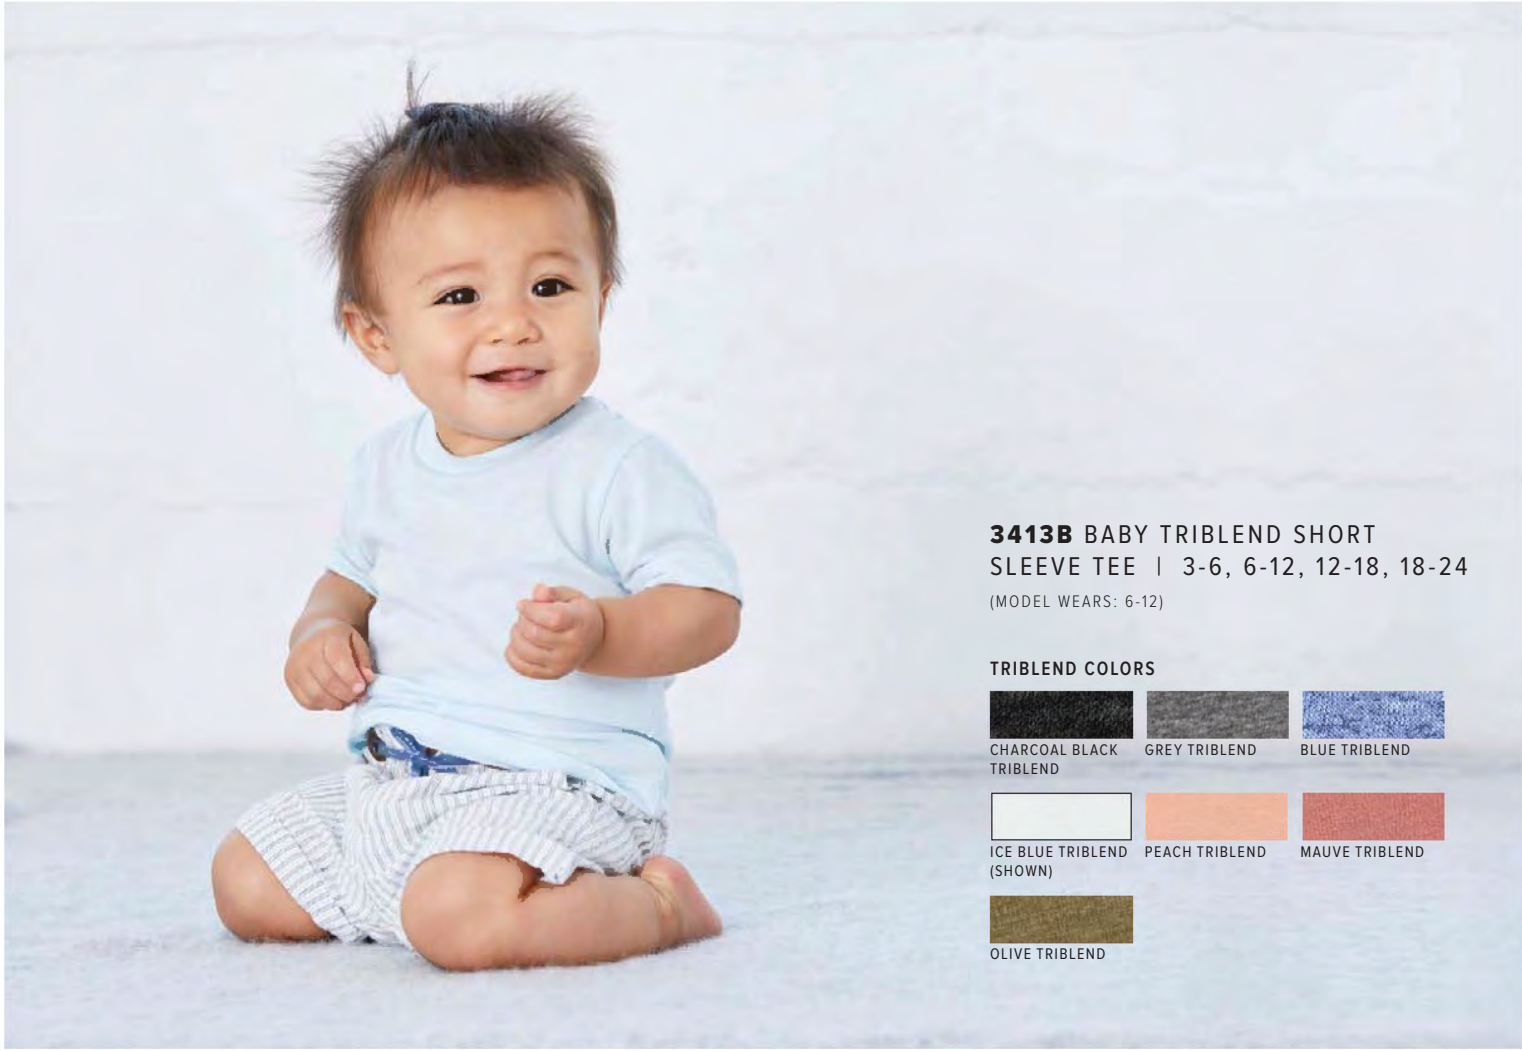 3413B BABY TRIBLEND SHORT
SLEEVE TEE | 3-6, 6-12, 12-18, 18-24
(MODEL WEARS: 6-12)
TRIBLEND COLORS
CHARCOAL BLACK
TRIBLEND
GREY TRIBLEND
BLUE TRIBLEND
ICE BLUE TRIBLEND
(SHOWN)
PEACH TRIBLEND
MAUVE TRIBLEND
OLIVE TRIBLEND